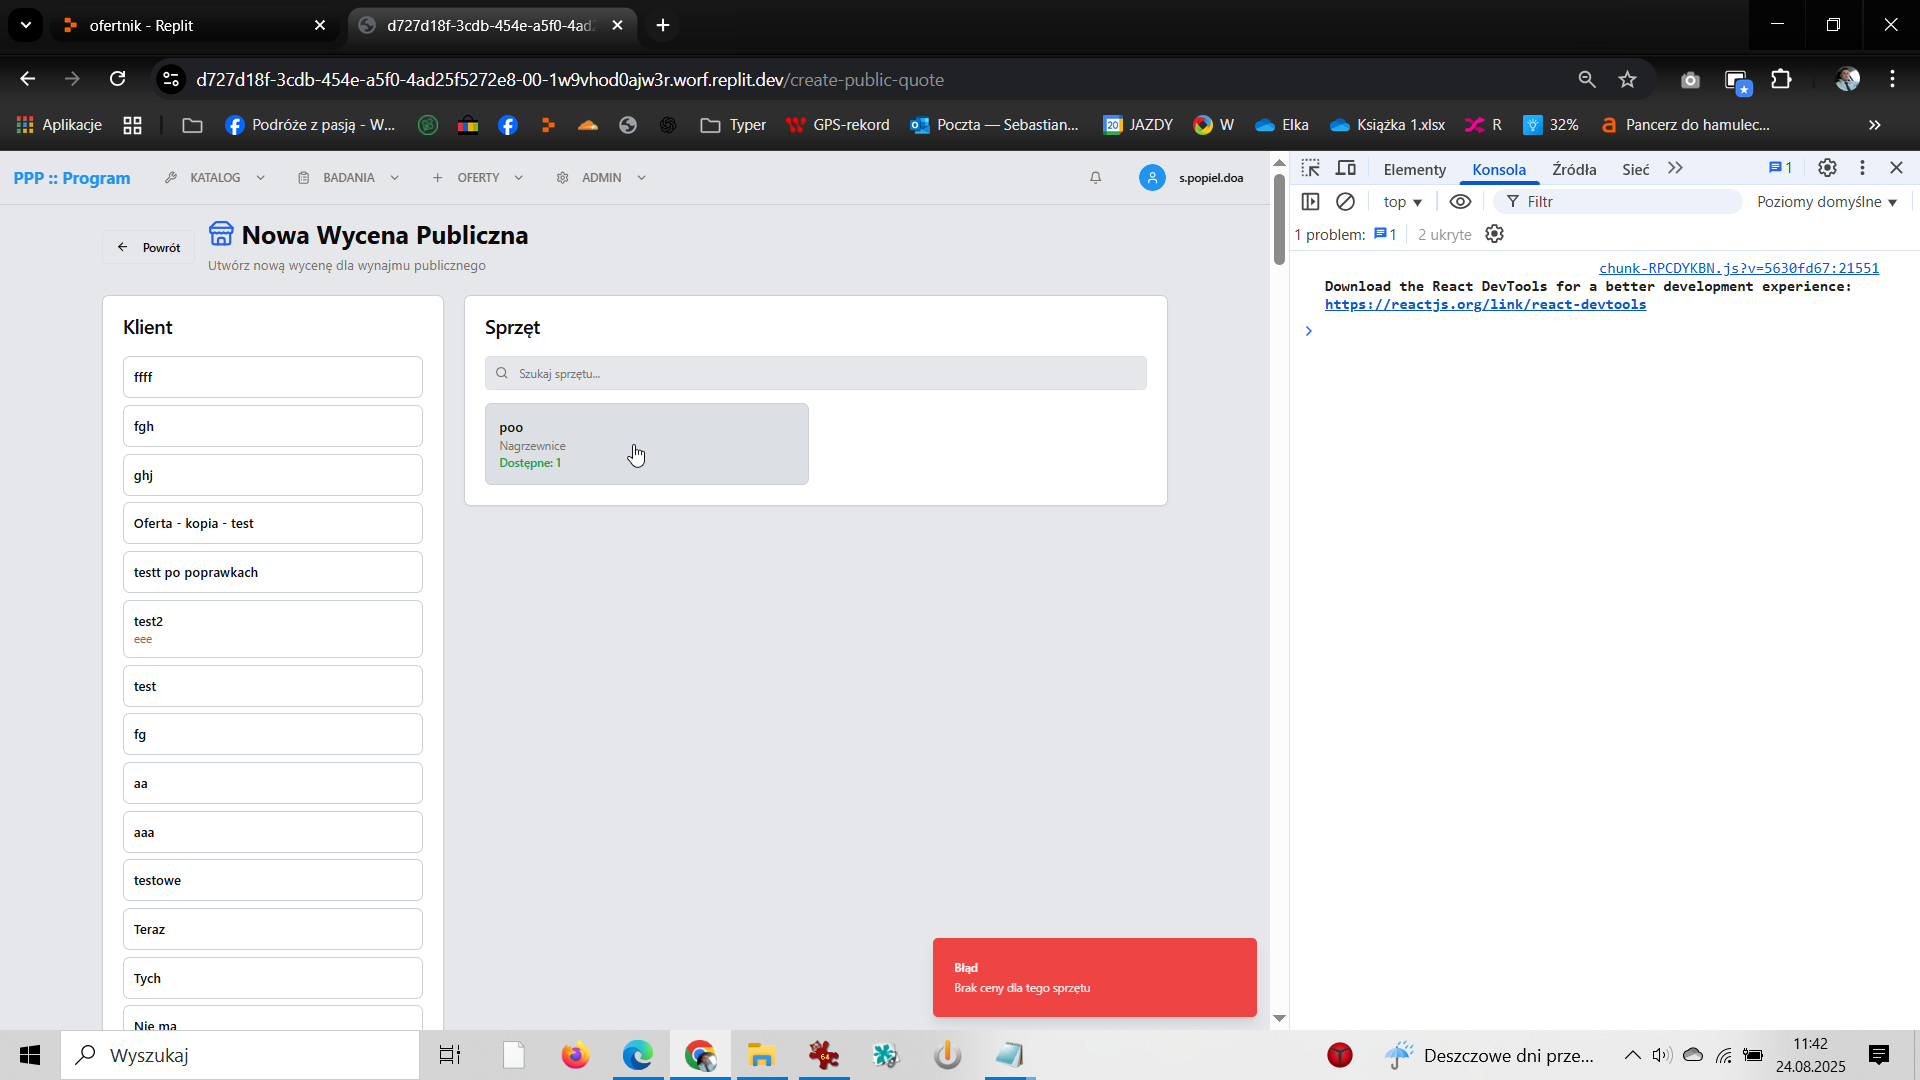 ofertnik - Replit
d727d18f-3cdb-454e-a5f0-4ad
d727d18f-3cdb-454e-a5f0-4ad25f5272e8-00-1w9vhod0ajw3r.worf.replit.dev/create-public-quote
Aplikacje
Podróże z pasją - W...
Typer
GPS-rekord
Poczta — Sebastian...
20 JAZDY
W
Elka
Książka 1.xlsx
R
32%
Pancerz do hamulec...
»
PPP :: Program
KATALOG
BADANIA
OFERTY
ADMIN
s.popiel.doa
Powrót
Nowa Wycena Publiczna
Utwórz nową wycenę dla wynajmu publicznego
Klient
ffff
fgh
ghj
Oferta - kopia - test
testt po poprawkach
test2
eee
test
fg
aa
aaa
testowe
Teraz
Tych
Nie ma
Sprzęt
Szukaj sprzętu...
poo
Nagrzewnice
Dostępne: 1
Błąd
Brak ceny dla tego sprzętu
Elementy
Konsola
Źródła
Sieć
1
top
Filtr
Poziomy domyślne
1 problem: 1
2 ukryte
chunk-RPCDYKBN.js?v=5630fd67:21551
Download the React DevTools for a better development experience:
https://reactjs.org/link/react-devtools
Wyszukaj
64
Deszczowe dni prze...
11:42
24.08.2025